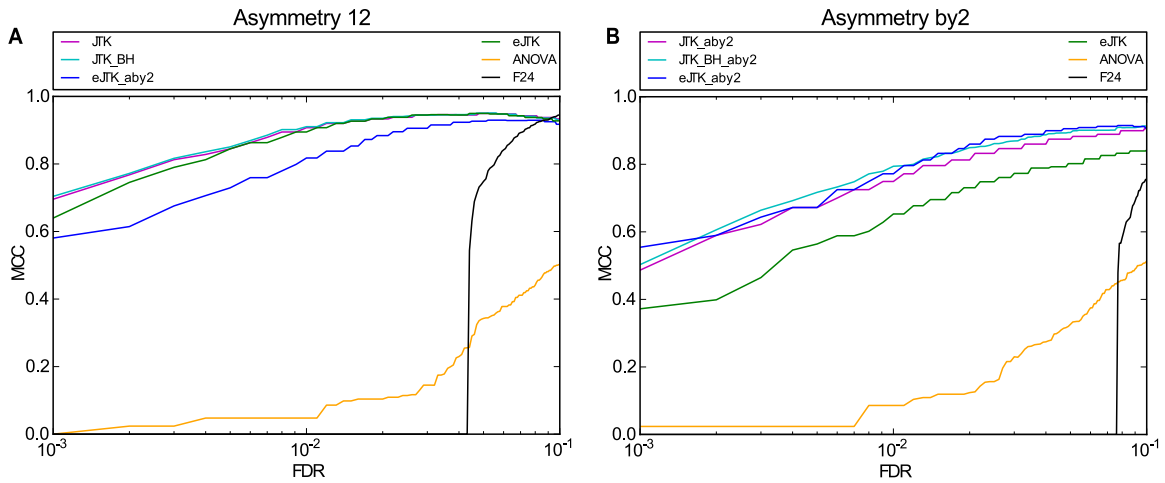 Asymmetry 12
A
JTK
JTK_BH
eJTK_aby2
eJTK
ANOVA
F24
1.0
0.8
0.6
0.4
0.2
0.0
MCC
10-3
10-2
10-1
FDR
Asymmetry by2
B
JTK_aby2
JTK_BH_aby2
eJTK_aby2
eJTK
ANOVA
F24
1.0
0.8
0.6
0.4
0.2
0.0
MCC
10-3
10-2
10-1
FDR